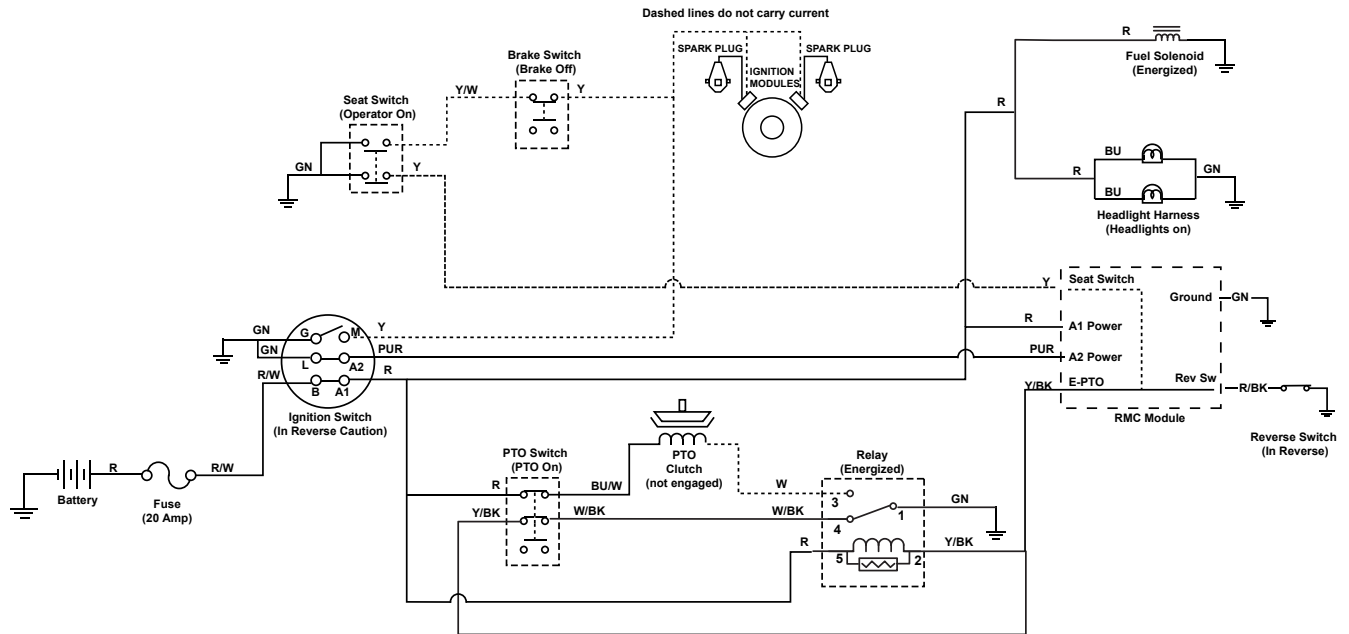 Dashed lines do not carry current
SPARK PLUG
SPARK PLUG
IGNITION
MODULES
R
Fuel Solenoid
(Energized)
Brake Switch
(Brake Off)
Y/W
Y
Seat Switch
(Operator On)
GN
Y
R
R
BU
BU
GN
Headlight Harness
(Headlights on)
Y
Seat Switch
Ground
GN
R
A1 Power
PUR
A2 Power
Y/BK
E-PTO
Rev Sw
R/BK
RMC Module
Reverse Switch
(In Reverse)
GN
G
M
Y
GN
L
A2
PUR
R/W
B
A1
R
Ignition Switch
(In Reverse Caution)
R
R/W
Battery
Fuse
(20 Amp)
PTO Switch
(PTO On)
R
BU/W
Y/BK
W/BK
W/BK
PTO
Clutch
(not engaged)
W
Relay
(Energized)
3
4
1
GN
R
5
2
Y/BK